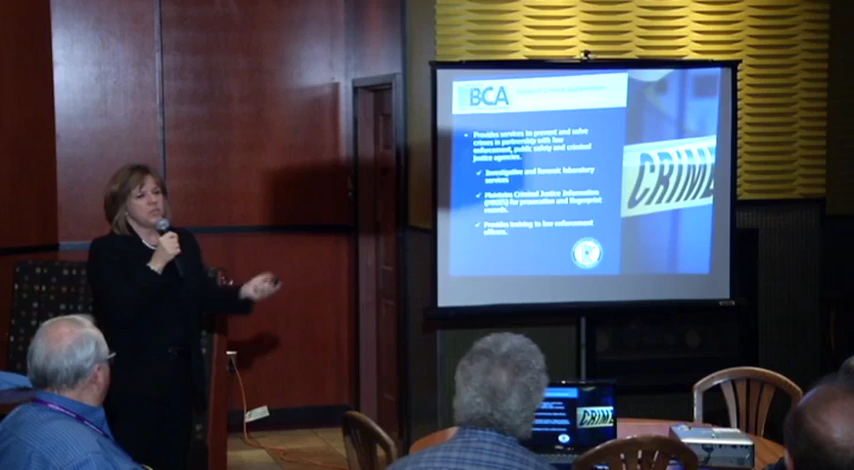 BCA
• Provides services to prevent and solve
crimes in partnership with law
enforcement, public safety and criminal
justice agencies.
✓ Investigative and forensic laboratory
services
✓ Maintains Criminal Justice Information
for prosecution and fingerprint
records.
✓ Provides training to law enforcement
officers.
CRIME
CRIME